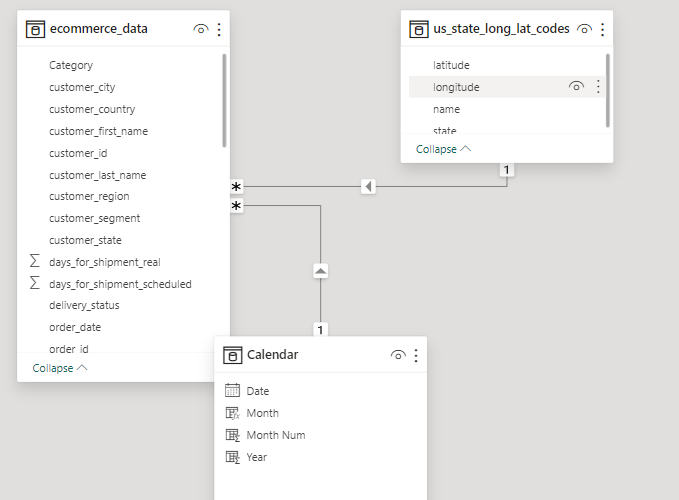 ecommerce_data
Category
customer_city
customer_country
customer_first_name
customer_id
customer_last_name
customer_region
customer_segment
customer_state
days_for_shipment_real
days_for_shipment_scheduled
delivery_status
order_date
order_id
Collapse
us_state_long_lat_codes
latitude
longitude
name
state
Collapse
1
*
*
1
Calendar
Date
Month
Month Num
Year